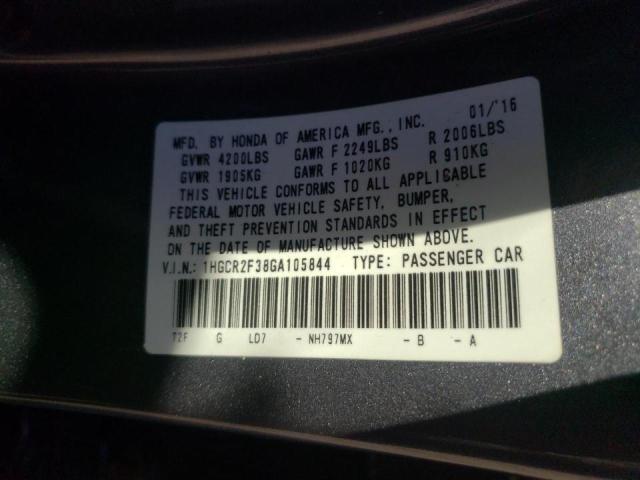 MFD. BY HONDA OF AMERICA MFG., INC. 01/'16
GVWR 4200LBS GAWR F 2249LBS R 2006LBS
GVWR 1905KG GAWR F 1020KG R 910KG
THIS VEHICLE CONFORMS TO ALL APPLICABLE
FEDERAL MOTOR VEHICLE SAFETY, BUMPER,
AND THEFT PREVENTION STANDARDS IN EFFECT
ON THE DATE OF MANUFACTURE SHOWN ABOVE.
V.I.N.: 1HGCR2F38GA105844 TYPE: PASSENGER CAR
T2F G LD7 - NH797MX - B - A